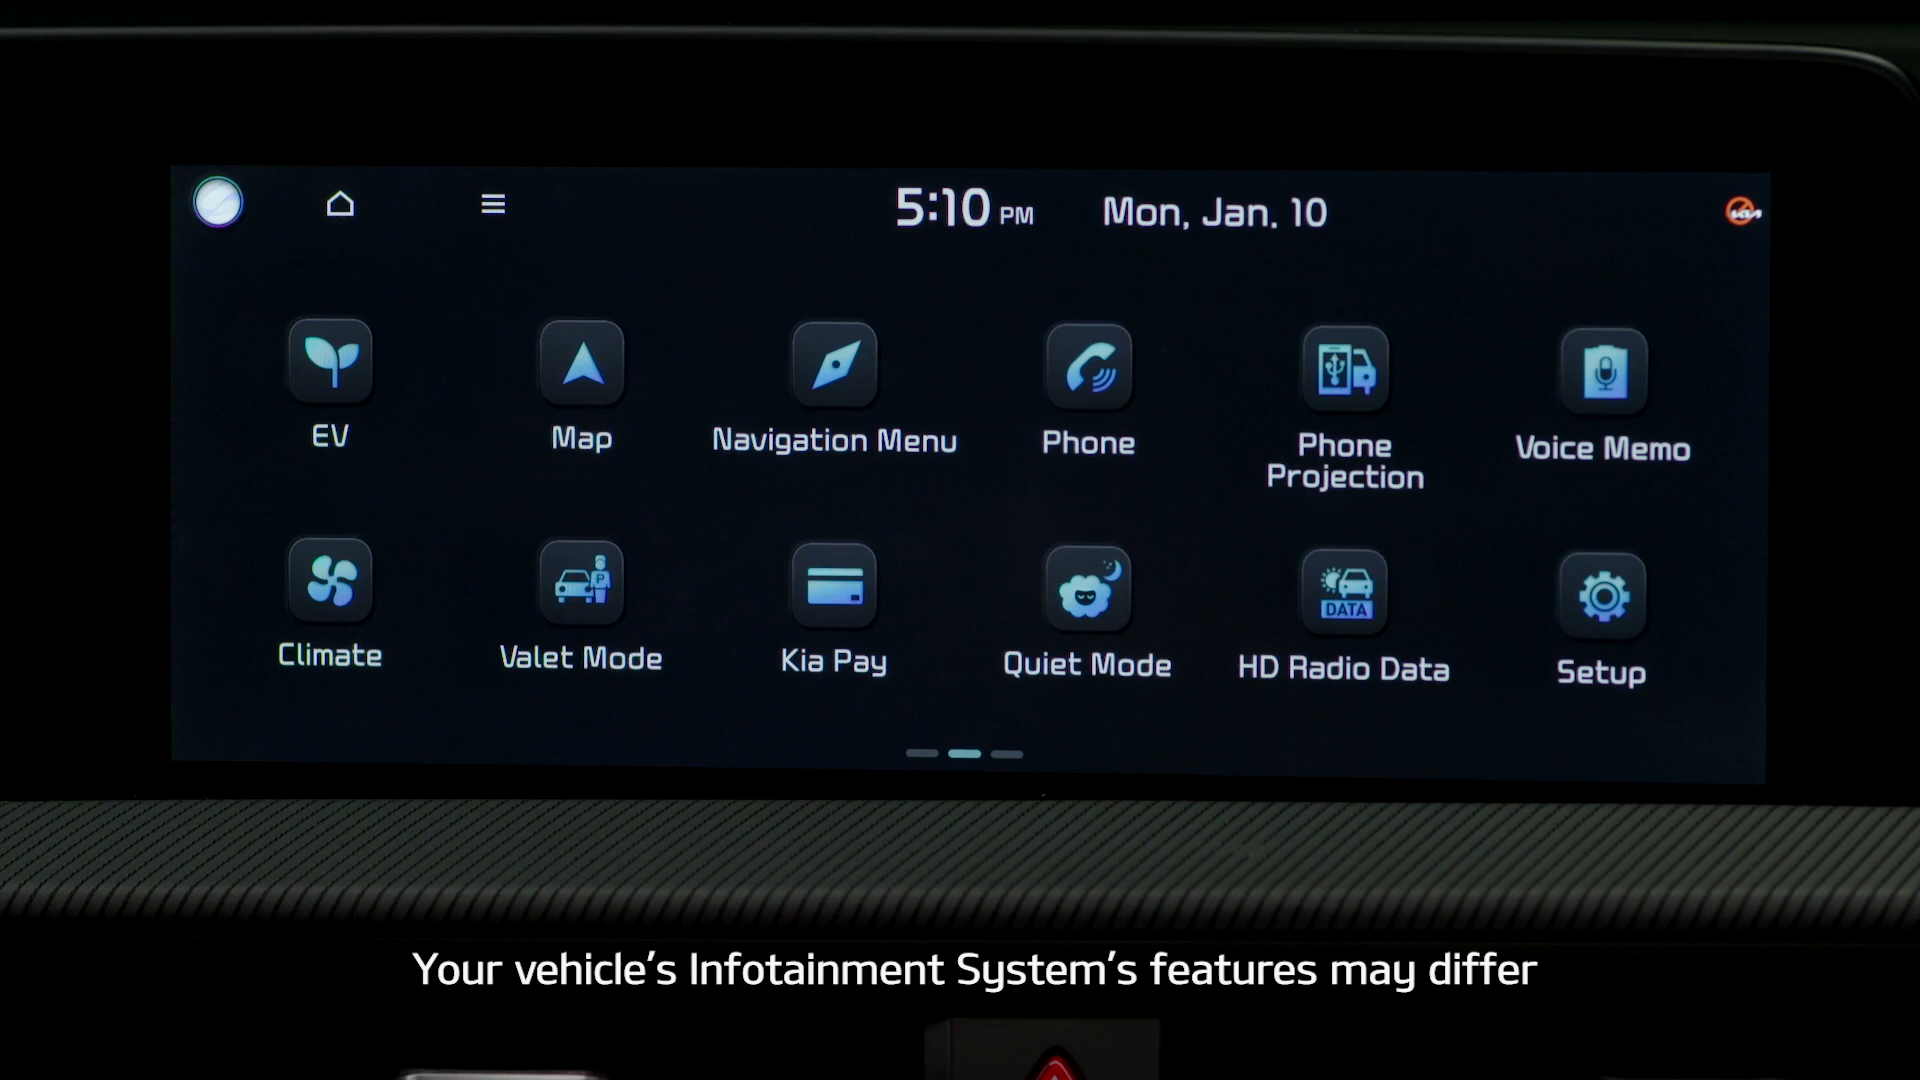 5:10 PM Mon, Jan. 10
KIA
EV
Map
Navigation Menu
Phone
Phone
Projection
Voice Memo
P
DATA
Climate
Valet Mode
Kia Pay
Quiet Mode
HD Radio Data
Setup
Your vehicle's Infotainment System's features may differ